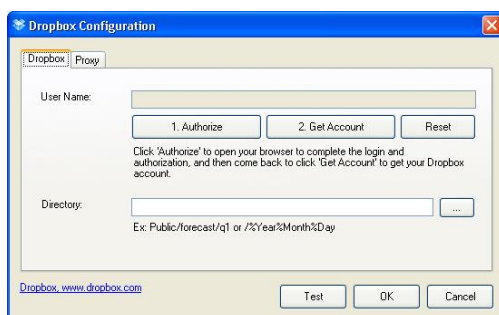 Dropbox Configuration
Dropbox Proxy
User Name:
1. Authorize 2. Get Account Reset
Click 'Authorize' to open your browser to complete the login and
authorization, and then come back to click 'Get Account' to get your Dropbox
account.
Directory: ...
Ex: Public/forecast/q1 or /%Year%Month%Day
Dropbox, www.dropbox.com
Test OK Cancel